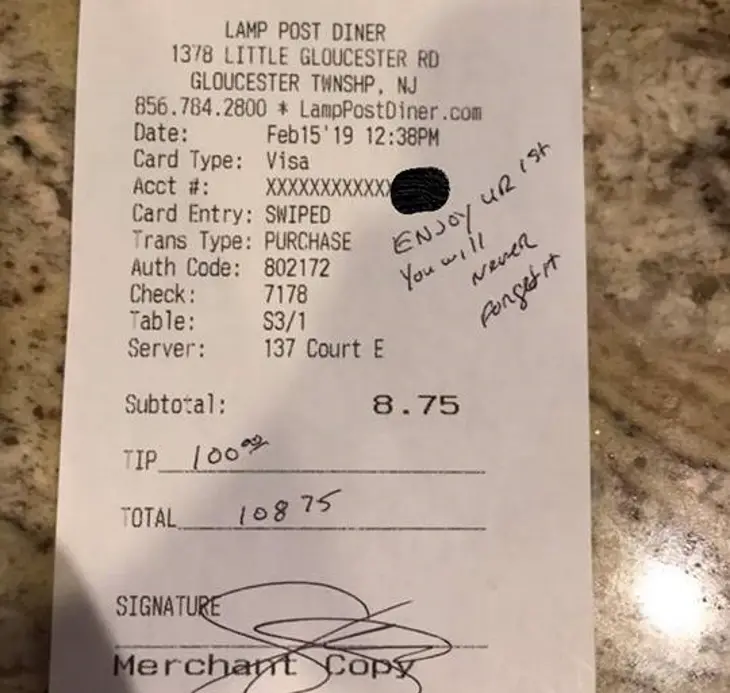 LAMP POST DINER
1378 LITTLE GLOUCESTER RD
GLOUCESTER TWNSHP, NJ
856.784.2800 * LampPostDiner.com
Date: Feb15'19 12:38PM
Card Type: Visa
Acct #: XXXXXXXXXXXX
Card Entry: SWIPED
Trans Type: PURCHASE
Auth Code: 802172
Check: 7178
Table: S3/1
Server: 137 Court E
ENJOY UR 1st
You will
Never
Forget it
Subtotal: 8.75
TIP 100.00
TOTAL 108 75
SIGNATURE
Merchant Copy